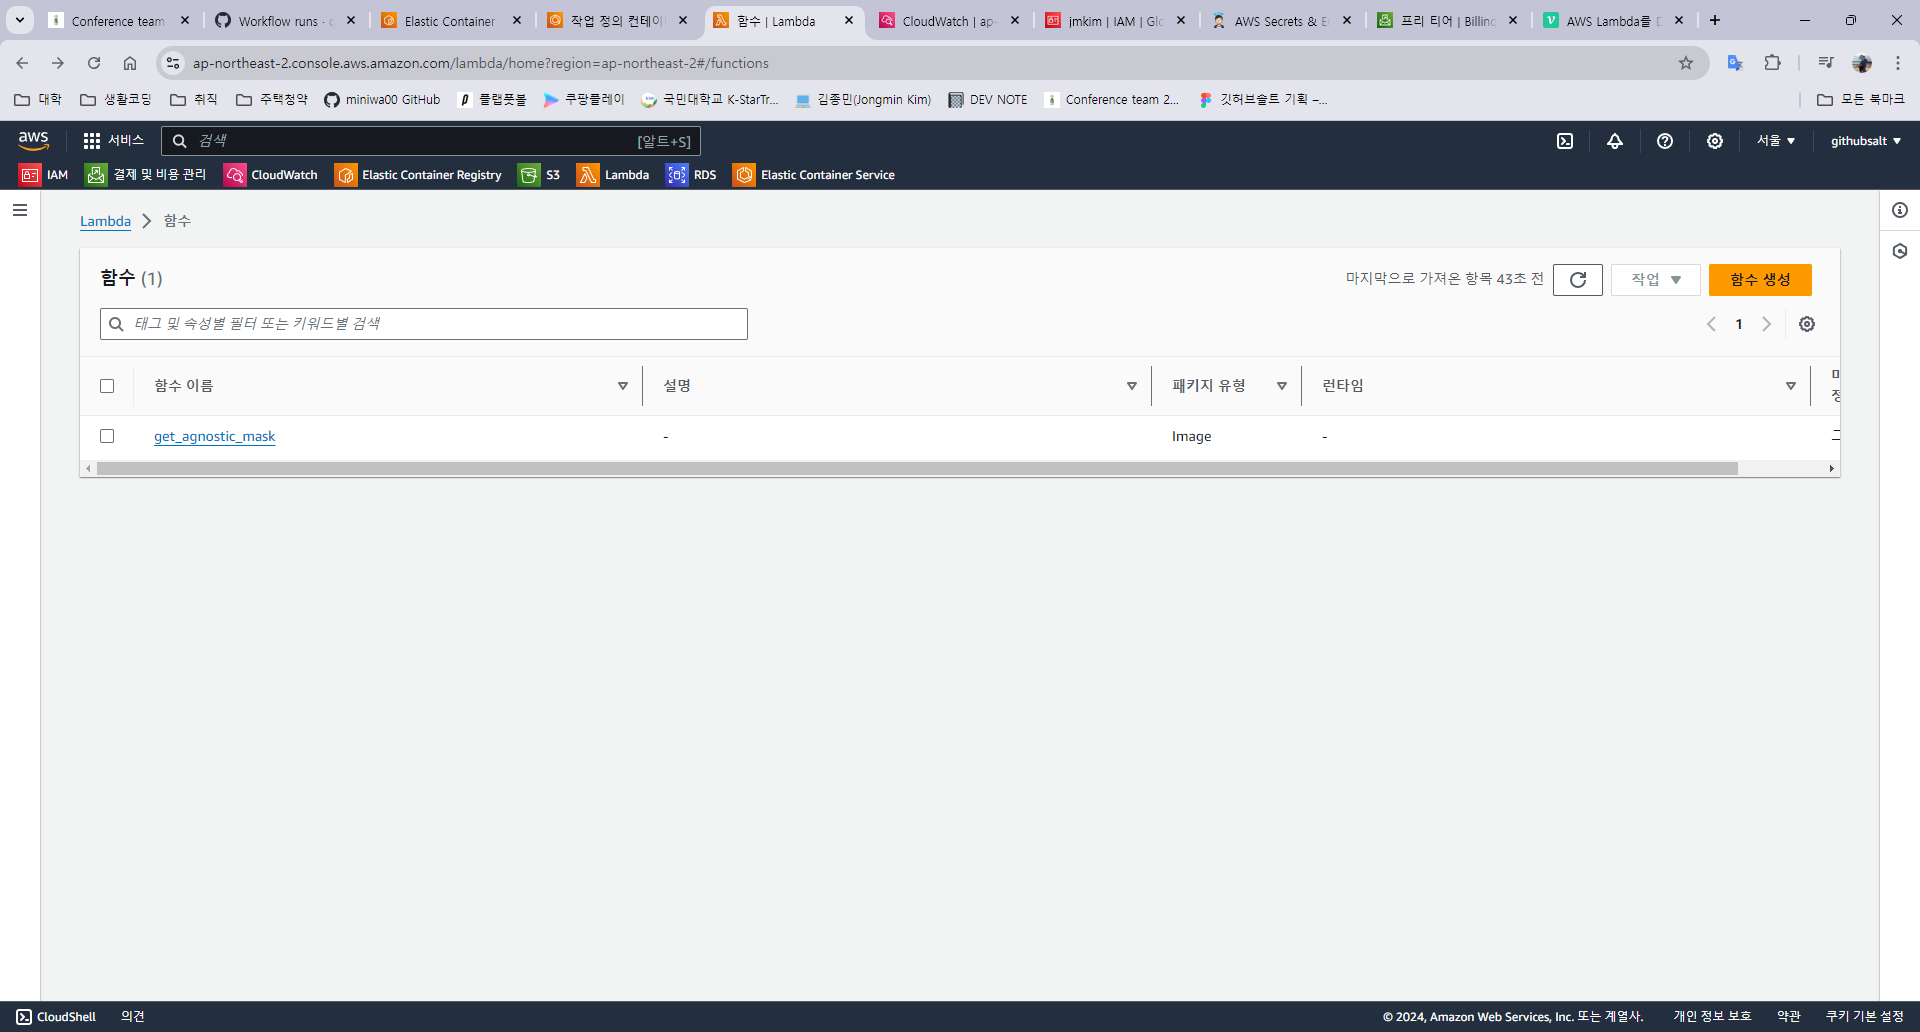 Conference team
Workflow runs · c
Elastic Container
작업 정의 컨테이
함수 | Lambda
CloudWatch | ap-
jmkim | IAM | Glo
AWS Secrets & E
프리 티어 | Billing
AWS Lambda를 D
ap-northeast-2.console.aws.amazon.com/lambda/home?region=ap-northeast-2#/functions
대학
생활코딩
취직
주택청약
miniwa00 GitHub
플랩풋볼
쿠팡플레이
국민대학교 K-StarTr...
김종민(Jongmin Kim)
DEV NOTE
Conference team 2...
깃허브솔트 기획 –...
모든 북마크
aws
서비스
검색
[알트+S]
서울
githubsalt
IAM
결제 및 비용 관리
CloudWatch
Elastic Container Registry
S3
Lambda
RDS
Elastic Container Service
Lambda
함수
함수 (1)
마지막으로 가져온 항목 43초 전
작업
함수 생성
태그 및 속성별 필터 또는 키워드별 검색
1
함수 이름
설명
패키지 유형
런타임
get_agnostic_mask
-
Image
-
CloudShell
의견
© 2024, Amazon Web Services, Inc. 또는 계열사.
개인 정보 보호
약관
쿠키 기본 설정